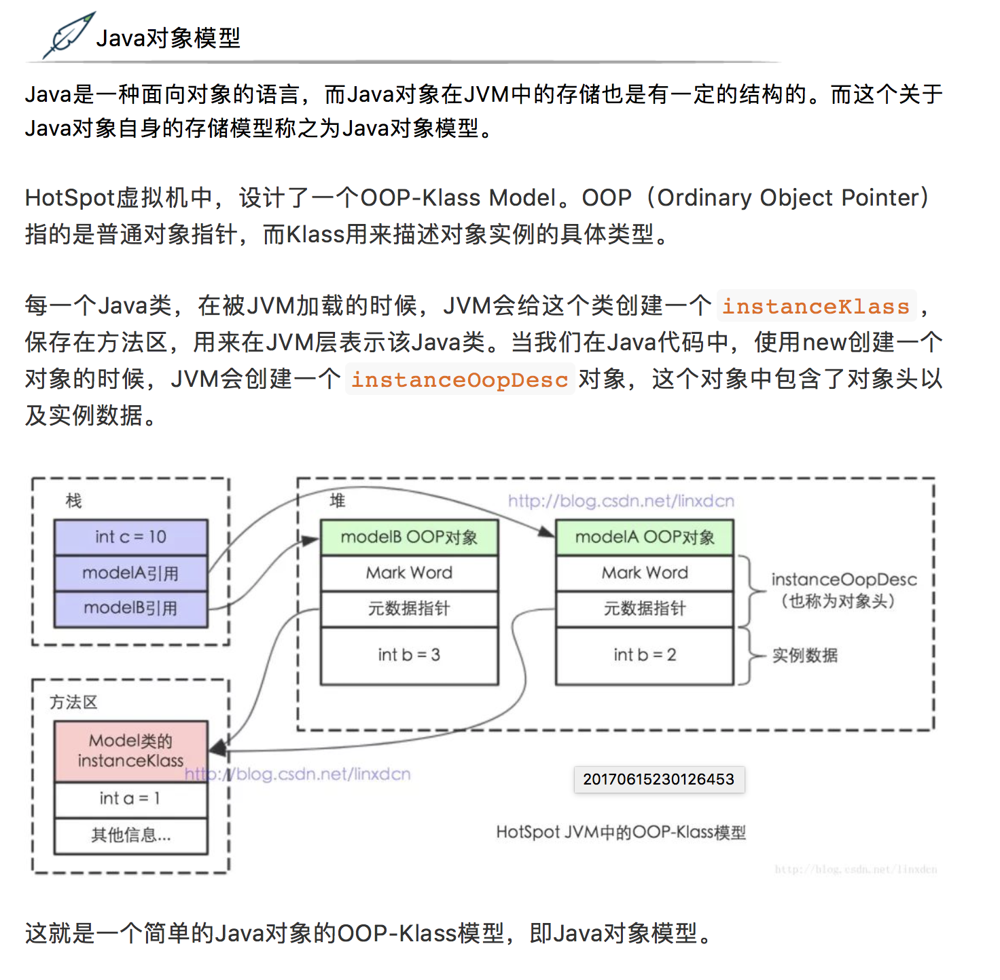 Java对象模型
Java是一种面向对象的语言，而Java对象在JVM中的存储也是有一定的结构的。而这个关于
Java对象自身的存储模型称之为Java对象模型。
HotSpot虚拟机中，设计了一个OOP-Klass Model。OOP（Ordinary Object Pointer）
指的是普通对象指针，而Klass用来描述对象实例的具体类型。
每一个Java类，在被JVM加载的时候，JVM会给这个类创建一个 instanceKlass ，
保存在方法区，用来在JVM层表示该Java类。当我们在Java代码中，使用new创建一个
对象的时候，JVM会创建一个 instanceOopDesc 对象，这个对象中包含了对象头以
及实例数据。
栈
int c = 10
modelA引用
modelB引用
堆
http://blog.csdn.net/linxdcn
modelB OOP对象
Mark Word
元数据指针
int b = 3
modelA OOP对象
Mark Word
元数据指针
int b = 2
instanceOopDesc
（也称为对象头）
实例数据
方法区
Model类的
instanceKlass
int a = 1
其他信息...
http://blog.csdn.net/linxdcn
20170615230126453
HotSpot JVM中的OOP-Klass模型
http://blog.csdn.net/linxdcn
这就是一个简单的Java对象的OOP-Klass模型，即Java对象模型。